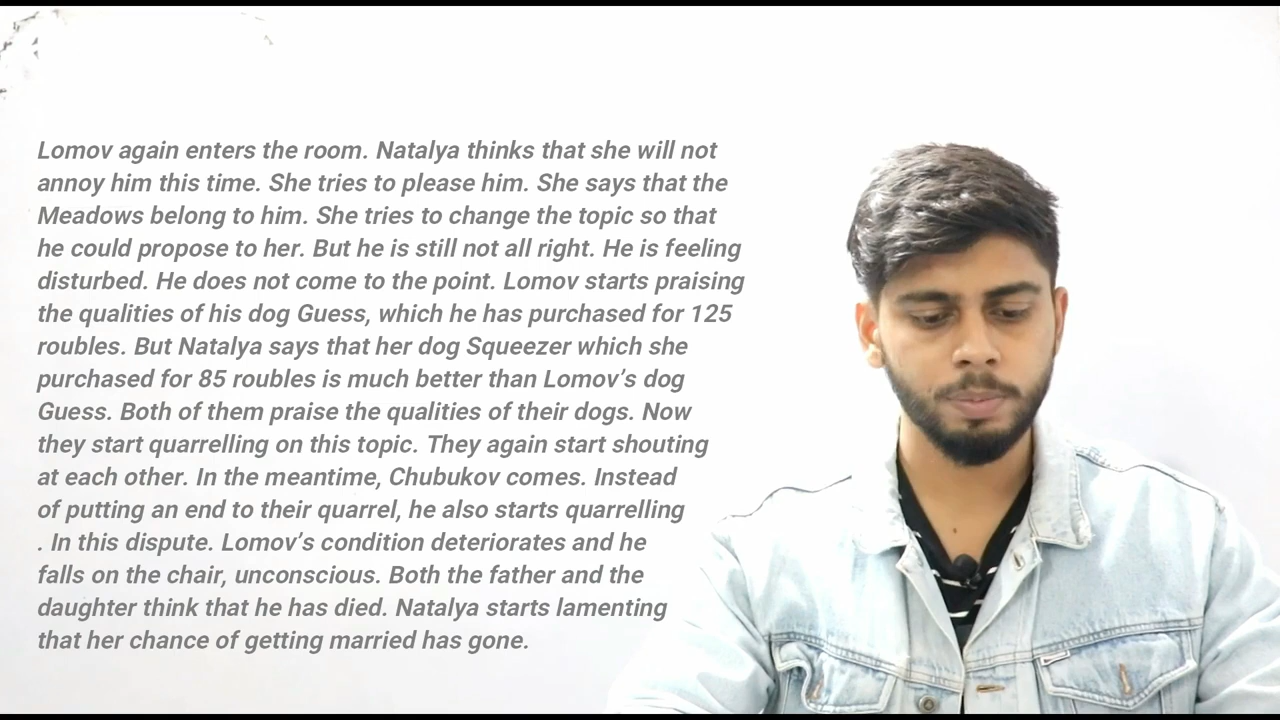 Lomov again enters the room. Natalya thinks that she will not
annoy him this time. She tries to please him. She says that the
Meadows belong to him. She tries to change the topic so that
he could propose to her. But he is still not all right. He is feeling
disturbed. He does not come to the point. Lomov starts praising
the qualities of his dog Guess, which he has purchased for 125
roubles. But Natalya says that her dog Squeezer which she
purchased for 85 roubles is much better than Lomov’s dog
Guess. Both of them praise the qualities of their dogs. Now
they start quarrelling on this topic. They again start shouting
at each other. In the meantime, Chubukov comes. Instead
of putting an end to their quarrel, he also starts quarrelling
. In this dispute. Lomov’s condition deteriorates and he
falls on the chair, unconscious. Both the father and the
daughter think that he has died. Natalya starts lamenting
that her chance of getting married has gone.